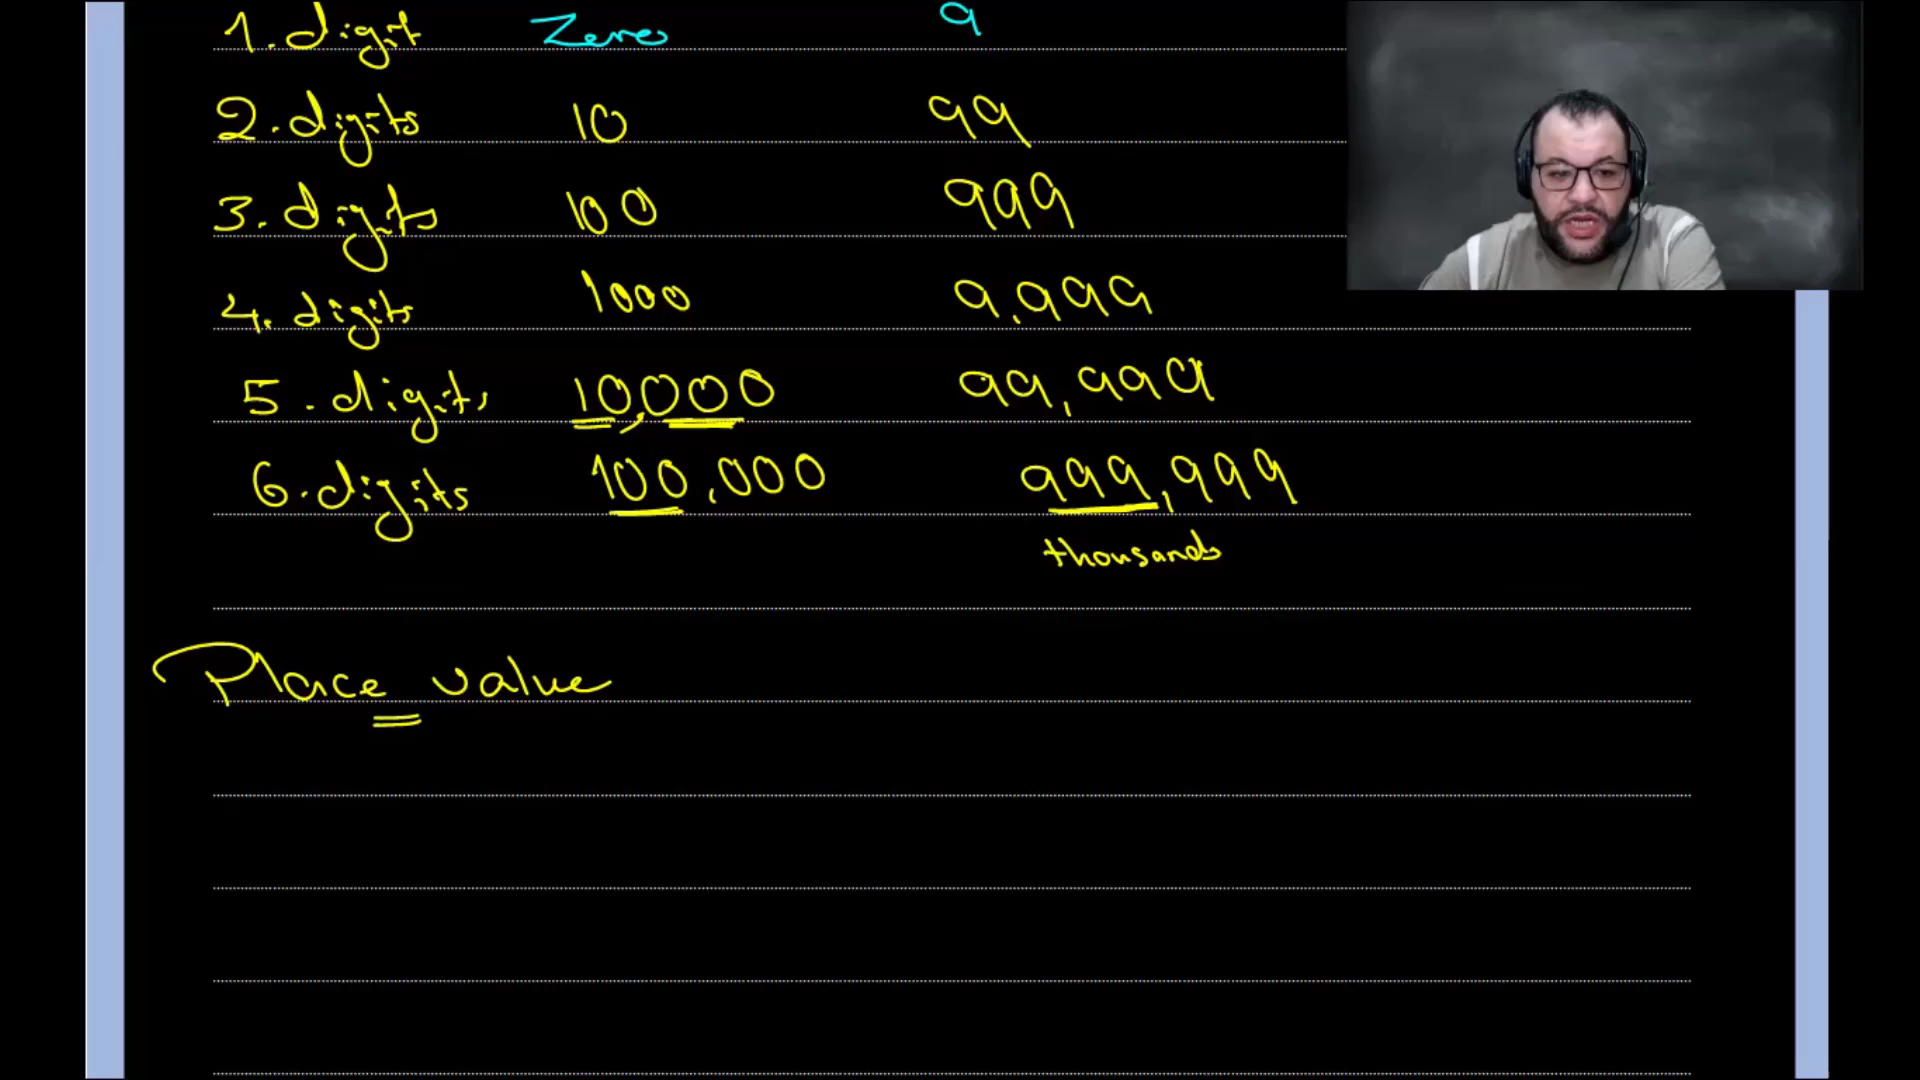 1. digit Zero 9
2. digits 10 99
3. digits 100 999
4. digits 1000 9,999
5. digits 10,000 99,999
6. digits 100,000 999,999
thousands
Place value